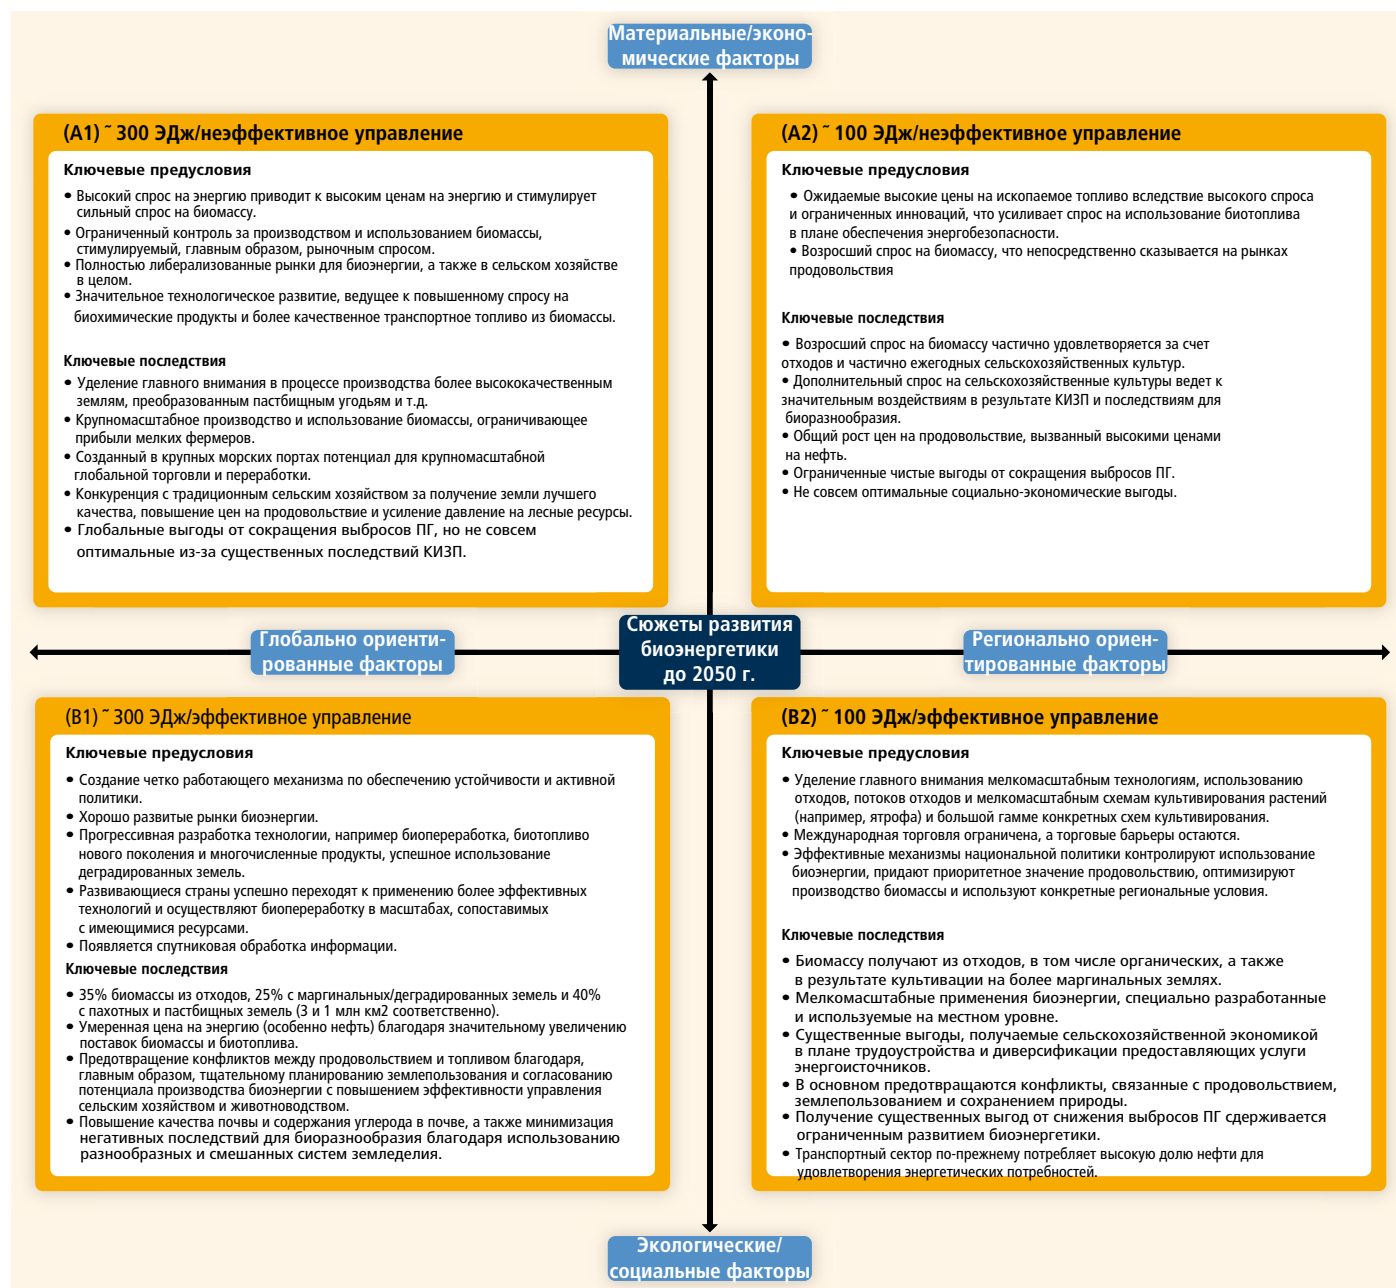 Материальные/эконо-
мические факторы
(A1) ˜ 300 ЭДж/неэффективное управление
Ключевые предусловия
• Высокий спрос на энергию приводит к высоким ценам на энергию и стимулирует
сильный спрос на биомассу.
• Ограниченный контроль за производством и использованием биомассы,
стимулируемый, главным образом, рыночным спросом.
• Полностью либерализованные рынки для биоэнергии, а также в сельском хозяйстве
в целом.
• Значительное технологическое развитие, ведущее к повышенному спросу на
биохимические продукты и более качественное транспортное топливо из биомассы.
Ключевые последствия
• Уделение главного внимания в процессе производства более высококачественным
землям, преобразованным пастбищным угодьям и т.д.
• Крупномасштабное производство и использование биомассы, ограничивающее
прибыли мелких фермеров.
• Созданный в крупных морских портах потенциал для крупномасштабной
глобальной торговли и переработки.
• Конкуренция с традиционным сельским хозяйством за получение земли лучшего
качества, повышение цен на продовольствие и усиление давление на лесные ресурсы.
• Глобальные выгоды от сокращения выбросов ПГ, но не совсем
оптимальные из-за существенных последствий КИЗП.
(A2) ˜ 100 ЭДж/неэффективное управление
Ключевые предусловия
• Ожидаемые высокие цены на ископаемое топливо вследствие высокого спроса
и ограниченных инноваций, что усиливает спрос на использование биотоплива
в плане обеспечения энергобезопасности.
• Возросший спрос на биомассу, что непосредственно сказывается на рынках
продовольствия
Ключевые последствия
• Возросший спрос на биомассу частично удовлетворяется за счет
отходов и частично ежегодных сельскохозяйственных культур.
• Дополнительный спрос на сельскохозяйственные культуры ведет к
значительным воздействиям в результате КИЗП и последствиям для
биоразнообразия.
• Общий рост цен на продовольствие, вызванный высокими ценами
на нефть.
• Ограниченные чистые выгоды от сокращения выбросов ПГ.
• Не совсем оптимальные социально-экономические выгоды.
Глобально ориенти-
рованные факторы
Сюжеты развития
биоэнергетики
до 2050 г.
Регионально ориен-
тированные факторы
(B1) ˜ 300 ЭДж/эффективное управление
Ключевые предусловия
• Создание четко работающего механизма по обеспечению устойчивости и активной
политики.
• Хорошо развитые рынки биоэнергии.
• Прогрессивная разработка технологии, например биопереработка, биотопливо
нового поколения и многочисленные продукты, успешное использование
деградированных земель.
• Развивающиеся страны успешно переходят к применению более эффективных
технологий и осуществляют биопереработку в масштабах, сопоставимых
с имеющимися ресурсами.
• Появляется спутниковая обработка информации.
Ключевые последствия
• 35% биомассы из отходов, 25% с маргинальных/деградированных земель и 40%
с пахотных и пастбищных земель (3 и 1 млн км2 соответственно).
• Умеренная цена на энергию (особенно нефть) благодаря значительному увеличению
поставок биомассы и биотоплива.
• Предотвращение конфликтов между продовольствием и топливом благодаря,
главным образом, тщательному планированию землепользования и согласованию
потенциала производства биоэнергии с повышением эффективности управления
сельским хозяйством и животноводством.
• Повышение качества почвы и содержания углерода в почве, а также минимизация
негативных последствий для биоразнообразия благодаря использованию
разнообразных и смешанных систем земледелия.
(B2) ˜ 100 ЭДж/эффективное управление
Ключевые предусловия
• Уделение главного внимания мелкомасштабным технологиям, использованию
отходов, потоков отходов и мелкомасштабным схемам культивирования растений
(например, ятрофа) и большой гамме конкретных схем культивирования.
• Международная торговля ограничена, а торговые барьеры остаются.
• Эффективные механизмы национальной политики контролируют использование
биоэнергии, придают приоритетное значение продовольствию, оптимизируют
производство биомассы и используют конкретные региональные условия.
Ключевые последствия
• Биомассу получают из отходов, в том числе органических, а также
в результате культивации на более маргинальных землях.
• Мелкомасштабные применения биоэнергии, специально разработанные
и используемые на местном уровне.
• Существенные выгоды, получаемые сельскохозяйственной экономикой
в плане трудоустройства и диверсификации предоставляющих услуги
энергоисточников.
• В основном предотвращаются конфликты, связанные с продовольствием,
землепользованием и сохранением природы.
• Получение существенных выгод от снижения выбросов ПГ сдерживается
ограниченным развитием биоэнергетики.
• Транспортный сектор по-прежнему потребляет высокую долю нефти для
удовлетворения энергетических потребностей.
Экологические/
социальные факторы